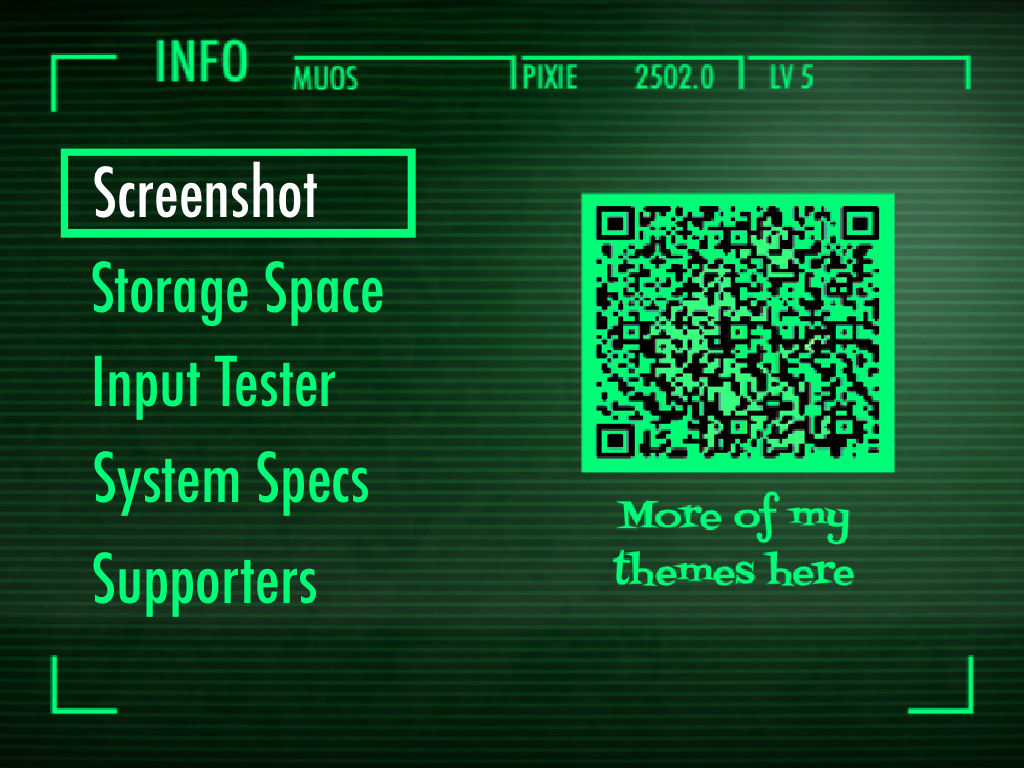 INFO
MUOS PIXIE 2502.0 LV 5
Screenshot
Storage Space
Input Tester
System Specs
Supporters
More of my
themes here